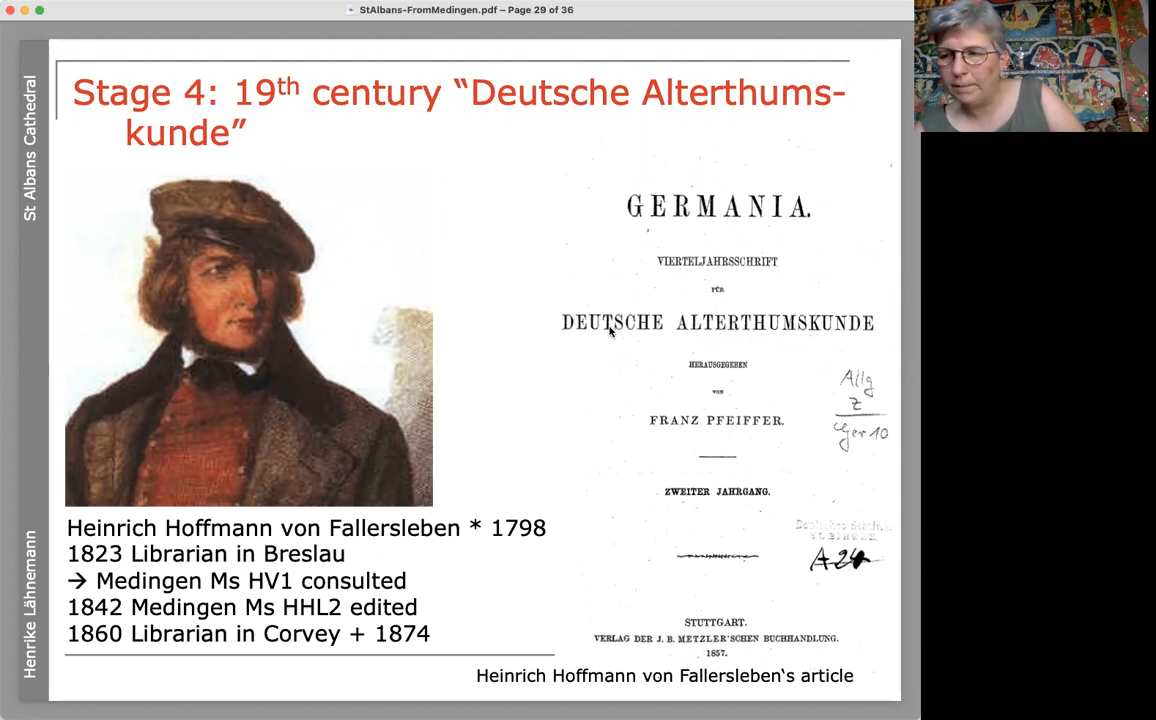 StAlbans-FromMedingen.pdf – Page 29 of 36
St Albans Cathedral
Henrike Lähnemann
Stage 4: 19th century “Deutsche Alterthums-
kunde”
Heinrich Hoffmann von Fallersleben * 1798
1823 Librarian in Breslau
→ Medingen Ms HV1 consulted
1842 Medingen Ms HHL2 edited
1860 Librarian in Corvey + 1874
GERMANIA.
VIERTELJAHRSSCHRIFT
FÜR
DEUTSCHE ALTERTHUMSKUNDE
HERAUSGEGEBEN
VON
FRANZ PFEIFFER.
Allg
Z
Ger 10
ZWEITER JAHRGANG.
STUTTGART.
VERLAG DER J. B. METZLER'SCHEN BUCHHANDLUNG.
1857.
Heinrich Hoffmann von Fallersleben‘s article